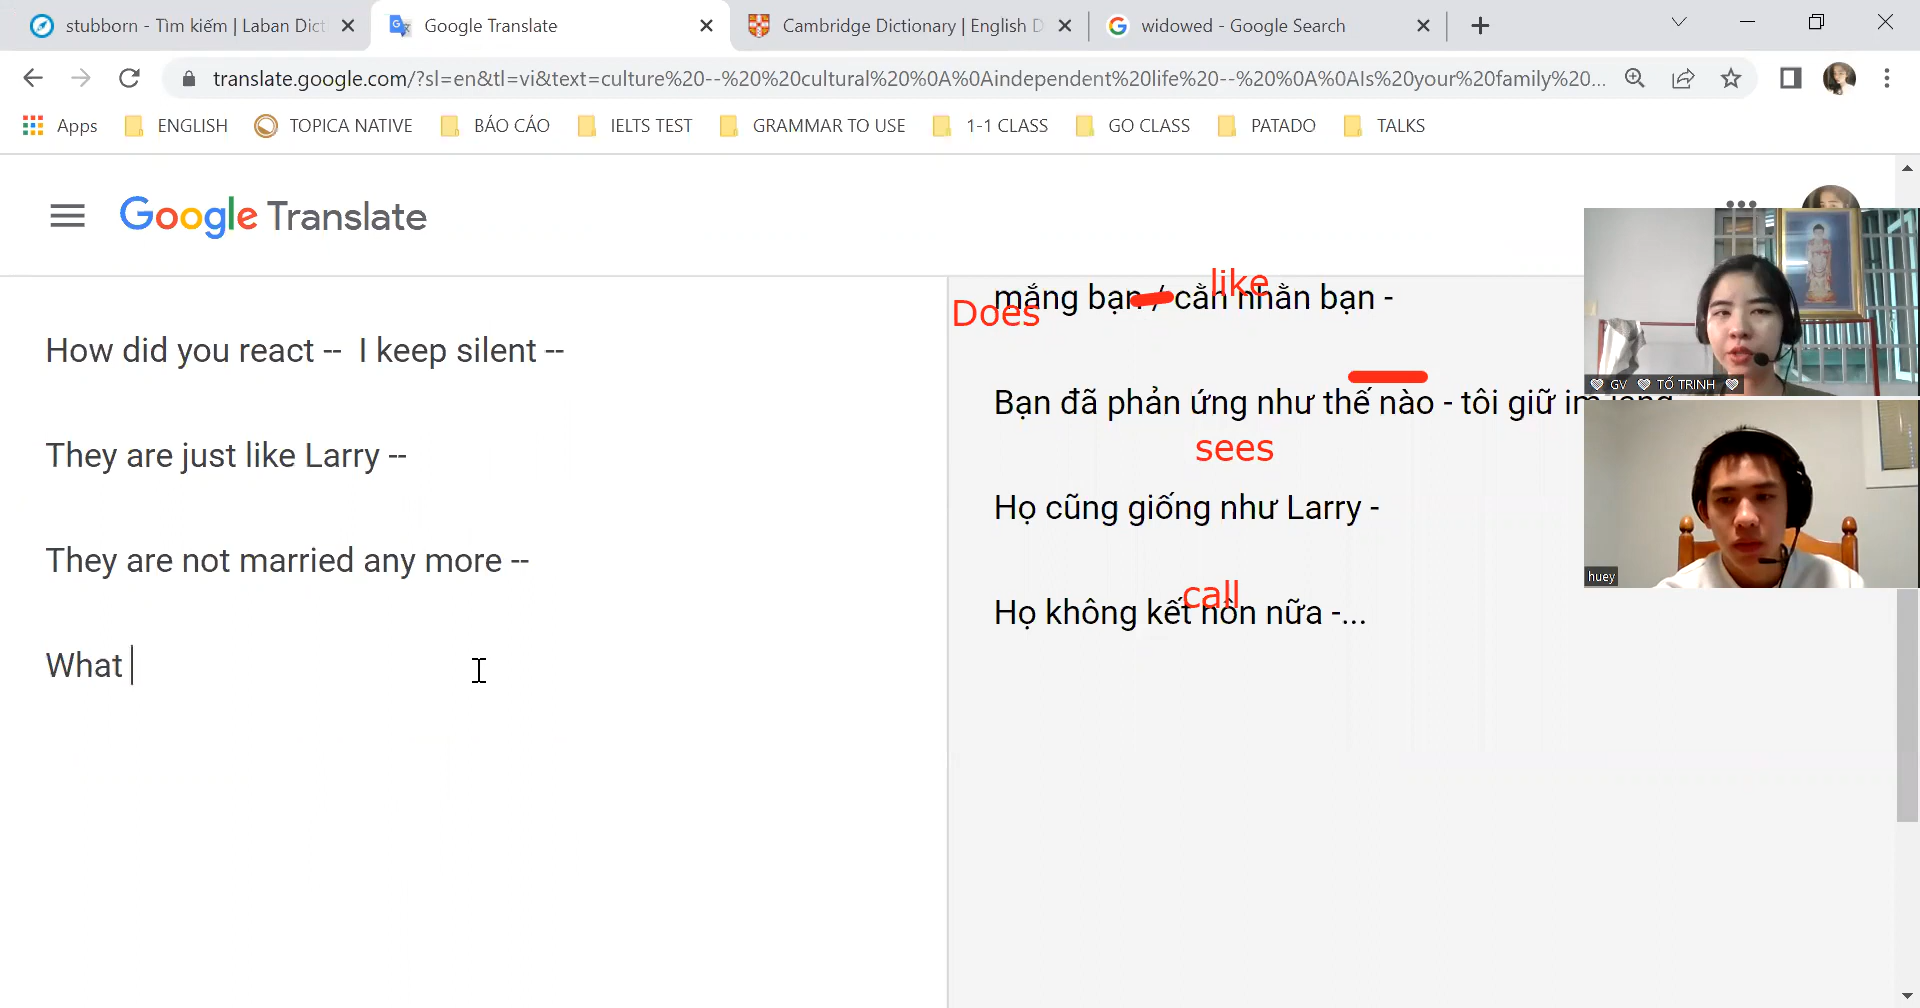 stubborn - Tìm kiếm | Laban Dict
Google Translate
Cambridge Dictionary | English D
widowed - Google Search
translate.google.com/?sl=en&tl=vi&text=culture%20--%20%20cultural%20%0A%0Aindependent%20life%20--%20%0A%0AIs%20your%20family%20...
Apps
ENGLISH
TOPICA NATIVE
BÁO CÁO
IELTS TEST
GRAMMAR TO USE
1-1 CLASS
GO CLASS
PATADO
TALKS
Google Translate
How did you react -- I keep silent --
They are just like Larry --
They are not married any more --
What
like
mắng bạn / cằn nhằn bạn -
Does
Bạn đã phản ứng như thế nào - tôi giữ im lặng
sees
Họ cũng giống như Larry -
call
Họ không kết hôn nữa -...
GV TỐ TRINH
huey